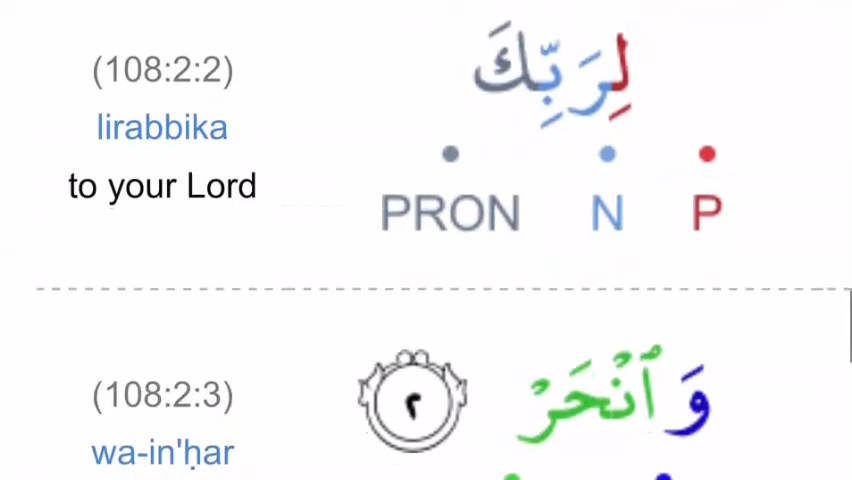 (108:2:2)
lirabbika
to your Lord
لِرَبِّكَ
PRON N P
(108:2:3)
wa-in'ḥar
وَٱنْحَرْ ٢